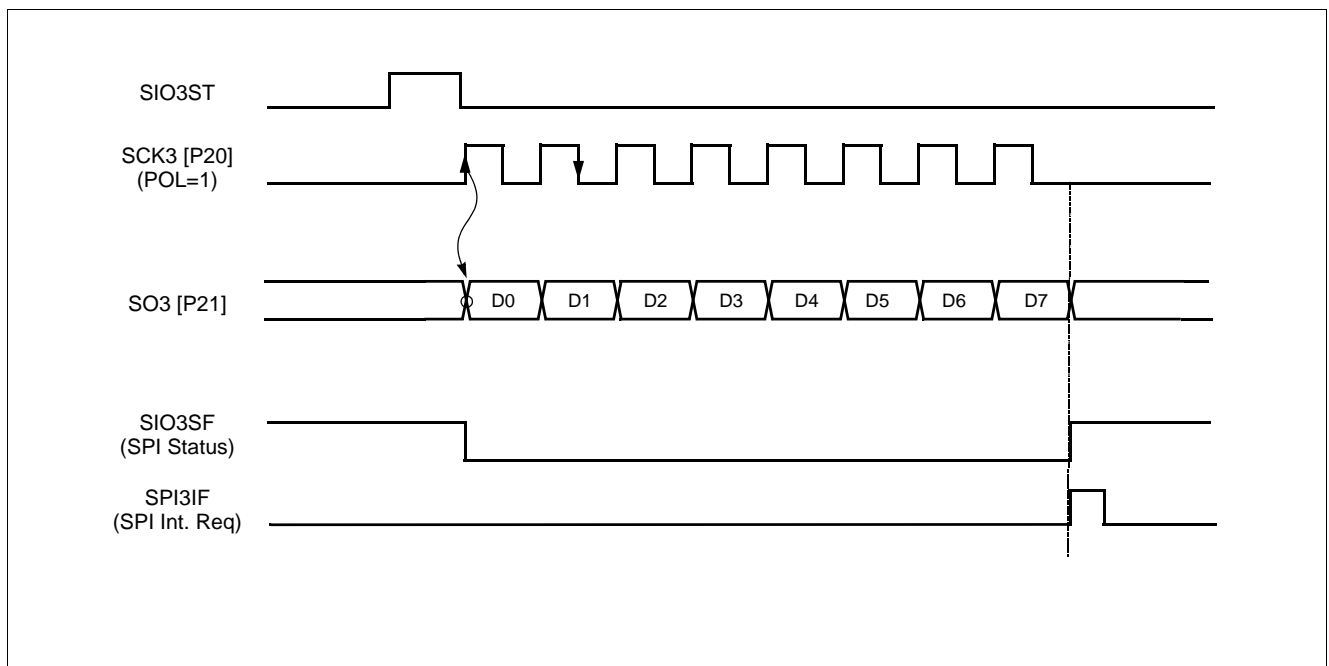 SIO3ST
SCK3 [P20]
(POL=1)
SO3 [P21]
D0 D1 D2 D3 D4 D5 D6 D7
SIO3SF
(SPI Status)
SPI3IF
(SPI Int. Req)